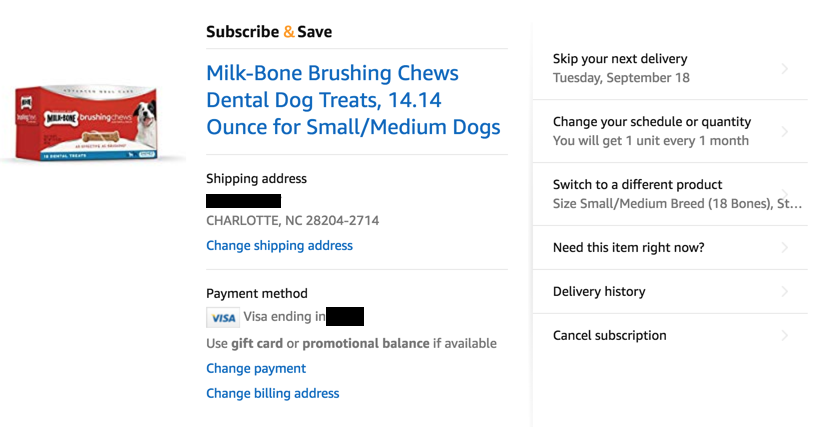 Subscribe & Save
Milk-Bone Brushing Chews
Dental Dog Treats, 14.14
Ounce for Small/Medium Dogs
MILK-BONE brushingchews
18 DENTAL TREATS
Shipping address
CHARLOTTE, NC 28204-2714
Change shipping address
Payment method
VISA Visa ending in
Use gift card or promotional balance if available
Change payment
Change billing address
Skip your next delivery
Tuesday, September 18
Change your schedule or quantity
You will get 1 unit every 1 month
Switch to a different product
Size Small/Medium Breed (18 Bones), St...
Need this item right now?
Delivery history
Cancel subscription